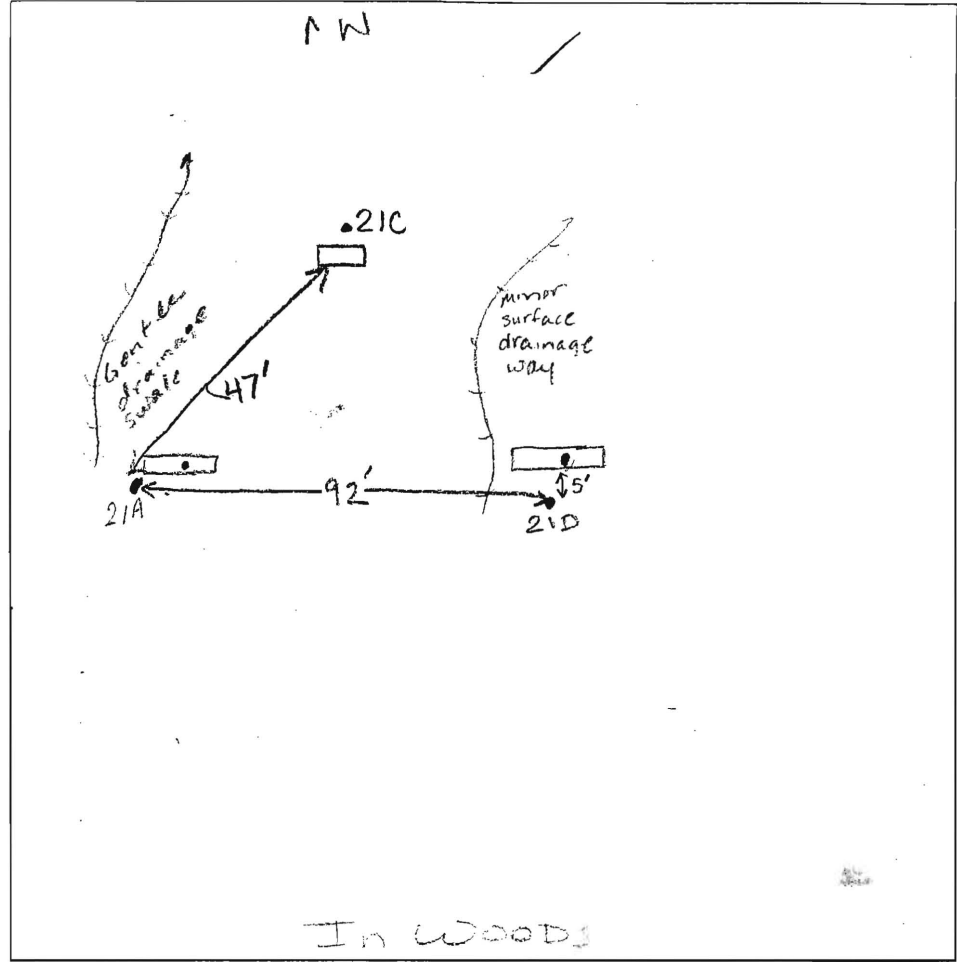 ↑ N
21C
Gentle
drainage
swale
minor
surface
drainage
way
47'
92'
5'
21A
21D
In WOODS